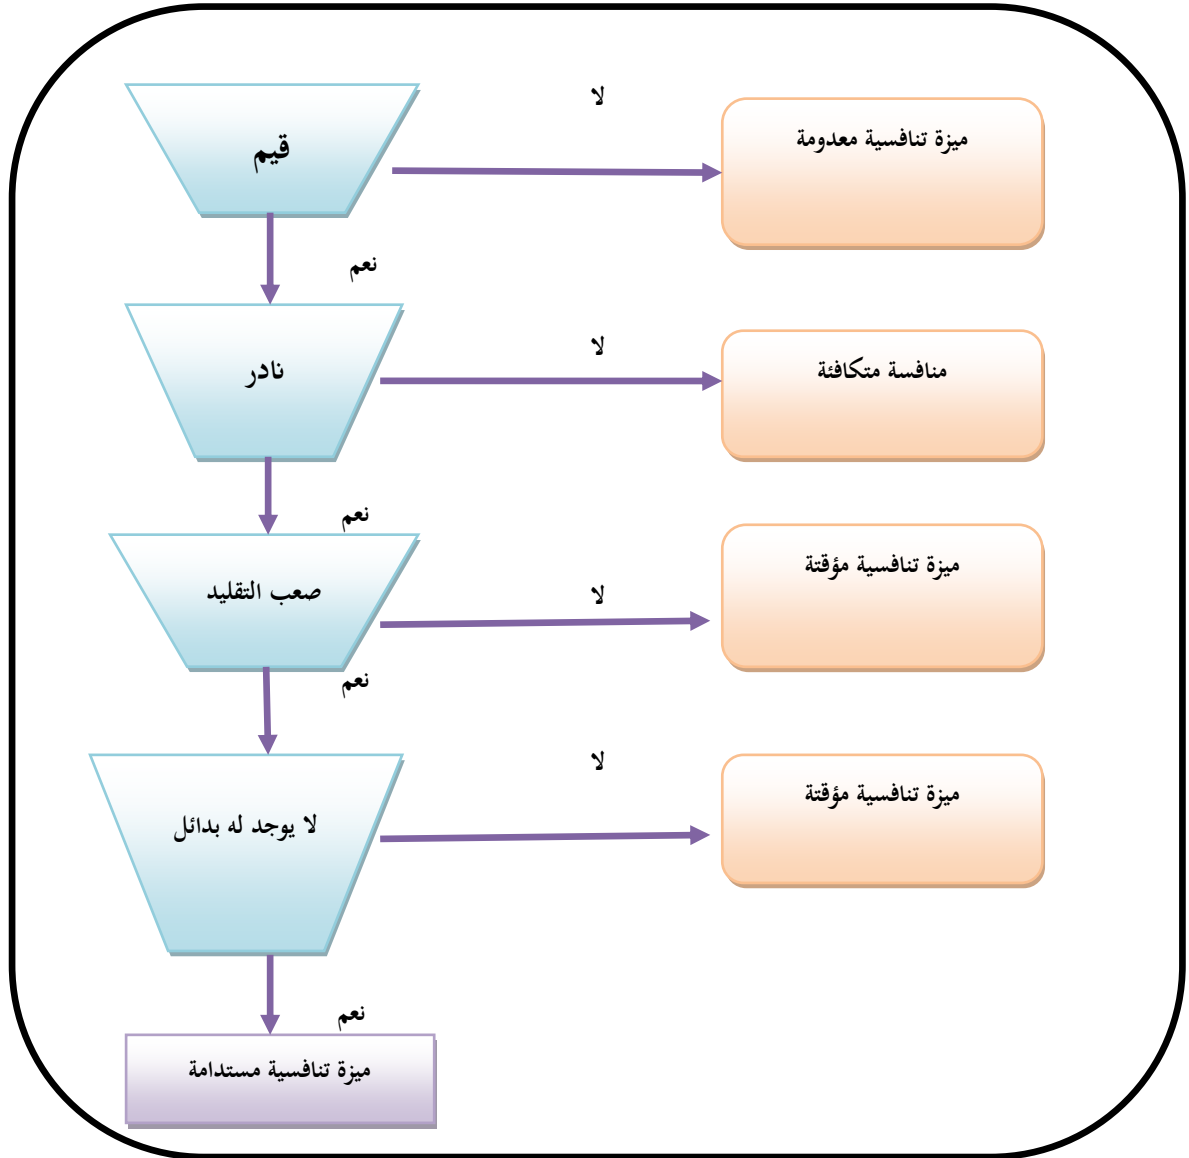 قيم
لا
ميزة تنافسية معدومة
نعم
نادر
لا
منافسة متكافئة
نعم
صعب التقليد
لا
ميزة تنافسية مؤقتة
نعم
لا يوجد له بدائل
لا
ميزة تنافسية مؤقتة
نعم
ميزة تنافسية مستدامة